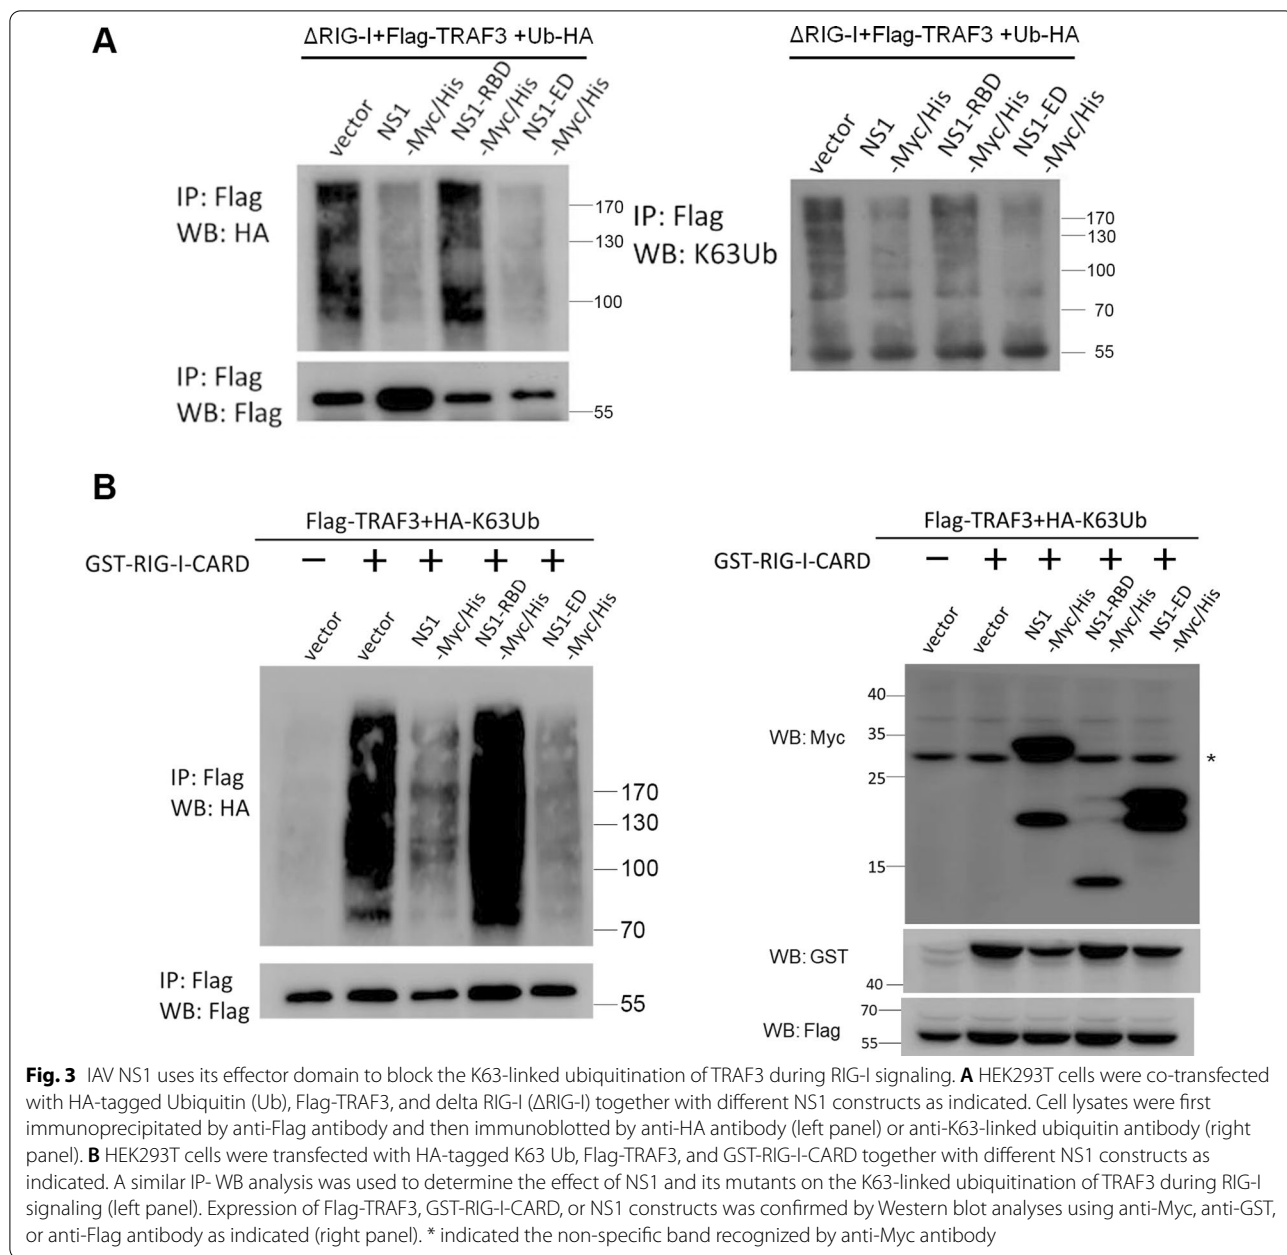 A
ΔRIG-I+Flag-TRAF3 +Ub-HA
vector
NS1
-Myc/His
NS1-RBD
-Myc/His
NS1-ED
-Myc/His
IP: Flag
WB: HA
170
130
100
IP: Flag
WB: Flag
55
ΔRIG-I+Flag-TRAF3 +Ub-HA
vector
NS1
-Myc/His
NS1-RBD
-Myc/His
NS1-ED
-Myc/His
IP: Flag
WB: K63Ub
170
130
100
70
55
B
Flag-TRAF3+HA-K63Ub
GST-RIG-I-CARD − + + + +
vector
vector
NS1
-Myc/His
NS1-RBD
-Myc/His
NS1-ED
-Myc/His
IP: Flag
WB: HA
170
130
100
70
IP: Flag
WB: Flag
55
Flag-TRAF3+HA-K63Ub
GST-RIG-I-CARD − + + + +
vector
vector
NS1
-Myc/His
NS1-RBD
-Myc/His
NS1-ED
-Myc/His
40
WB: Myc
35
*
25
15
WB: GST
40
70
WB: Flag
55
Fig. 3 IAV NS1 uses its effector domain to block the K63-linked ubiquitination of TRAF3 during RIG-I signaling. A HEK293T cells were co-transfected
with HA-tagged Ubiquitin (Ub), Flag-TRAF3, and delta RIG-I (ΔRIG-I) together with different NS1 constructs as indicated. Cell lysates were first
immunoprecipitated by anti-Flag antibody and then immunoblotted by anti-HA antibody (left panel) or anti-K63-linked ubiquitin antibody (right
panel). B HEK293T cells were transfected with HA-tagged K63 Ub, Flag-TRAF3, and GST-RIG-I-CARD together with different NS1 constructs as
indicated. A similar IP- WB analysis was used to determine the effect of NS1 and its mutants on the K63-linked ubiquitination of TRAF3 during RIG-I
signaling (left panel). Expression of Flag-TRAF3, GST-RIG-I-CARD, or NS1 constructs was confirmed by Western blot analyses using anti-Myc, anti-GST,
or anti-Flag antibody as indicated (right panel). * indicated the non-specific band recognized by anti-Myc antibody